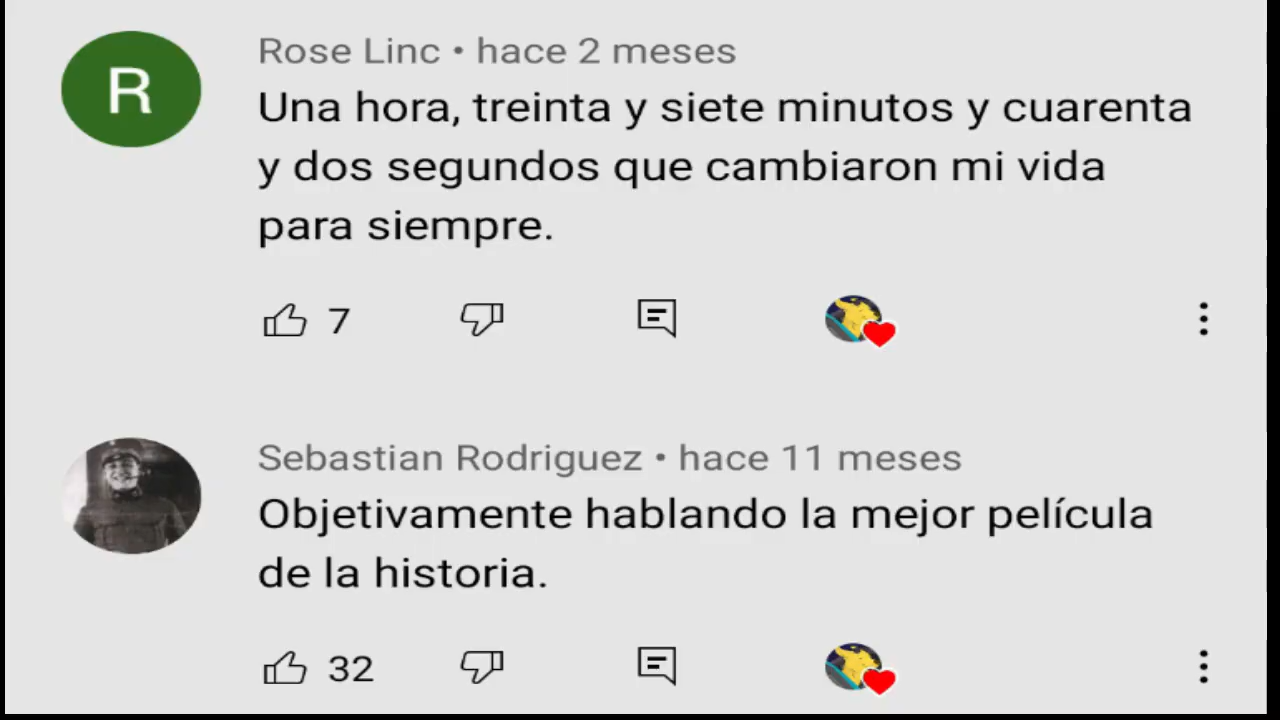 R
Rose Linc • hace 2 meses
Una hora, treinta y siete minutos y cuarenta
y dos segundos que cambiaron mi vida
para siempre.
7
Sebastian Rodriguez • hace 11 meses
Objetivamente hablando la mejor película
de la historia.
32